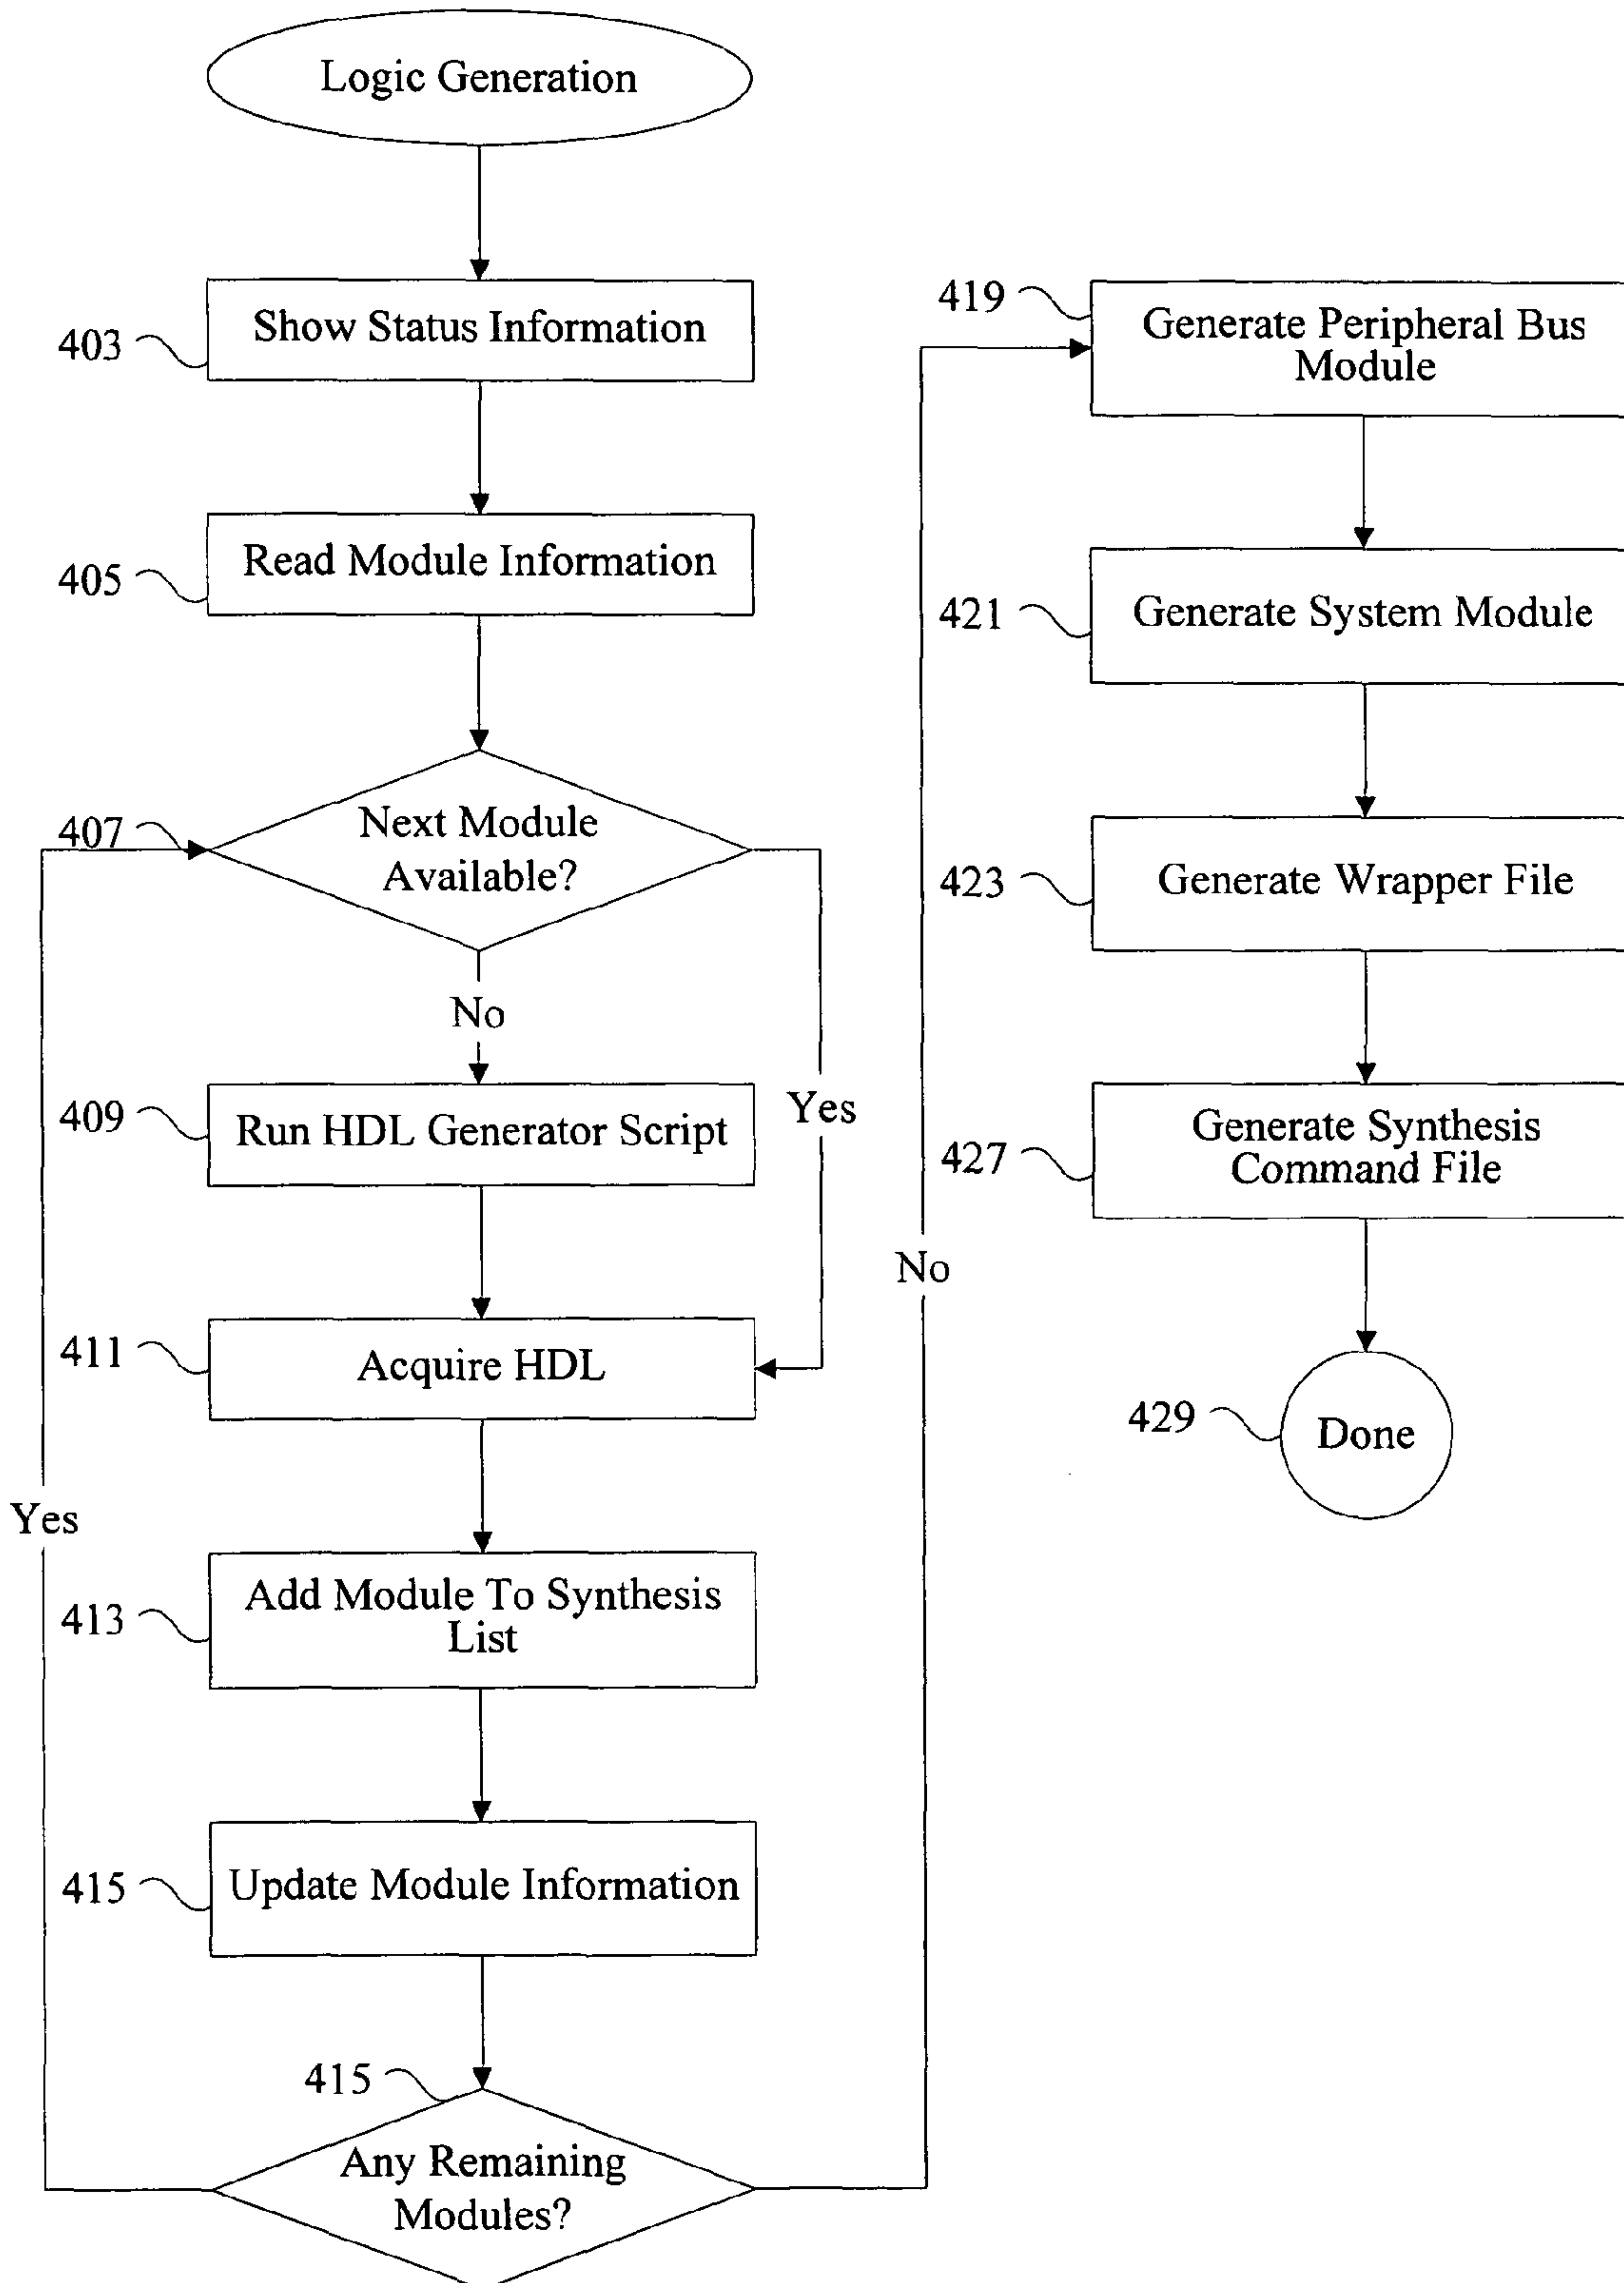 Logic Generation
403
Show Status Information
405
Read Module Information
407
Next Module
Available?
No
Yes
409
Run HDL Generator Script
411
Acquire HDL
413
Add Module To Synthesis
List
415
Update Module Information
415
Any Remaining
Modules?
Yes
No
419
Generate Peripheral Bus
Module
421
Generate System Module
423
Generate Wrapper File
427
Generate Synthesis
Command File
429
Done